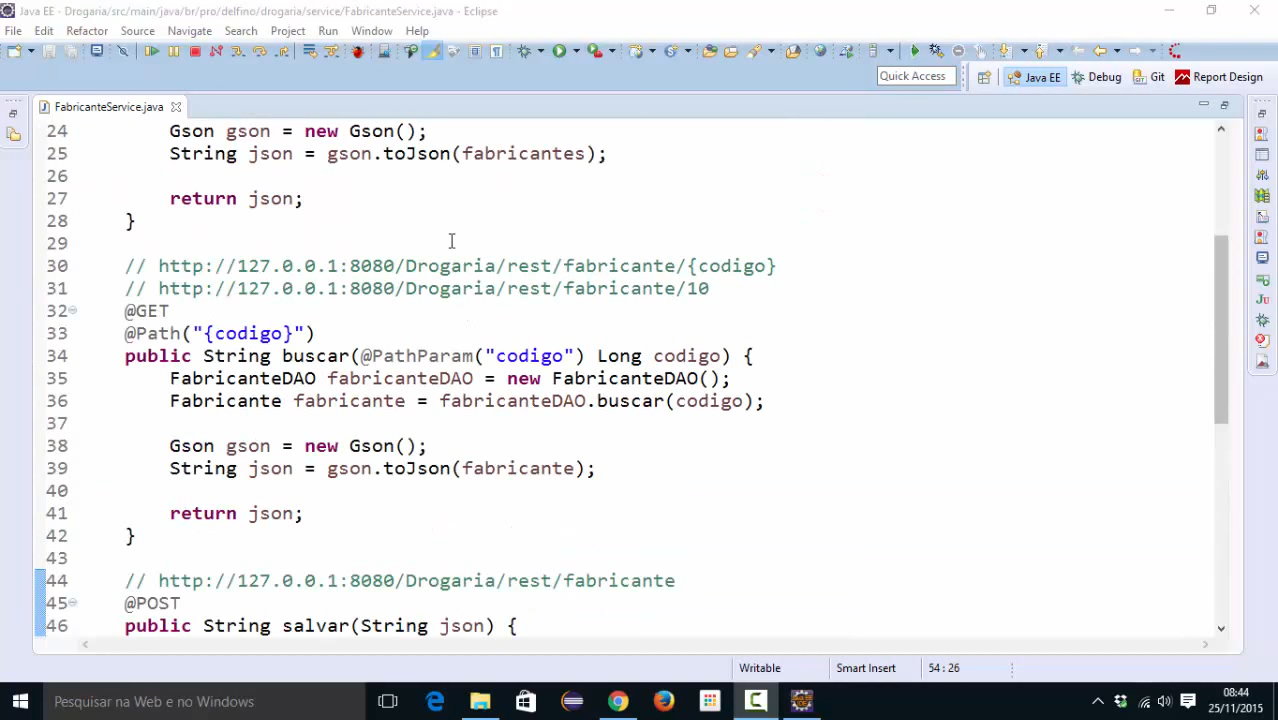 Java EE - Drogaria/src/main/java/br/pro/delfino/drogaria/service/FabricanteService.java - Eclipse
File Edit Refactor Source Navigate Search Project Run Window Help
Quick Access
Java EE Debug Git Report Design
FabricanteService.java
24 Gson gson = new Gson();
25 String json = gson.toJson(fabricantes);
26
27 return json;
28 }
29
30 // http://127.0.0.1:8080/Drogaria/rest/fabricante/{codigo}
31 // http://127.0.0.1:8080/Drogaria/rest/fabricante/10
32 @GET
33 @Path("{codigo}")
34 public String buscar(@PathParam("codigo") Long codigo) {
35 FabricanteDAO fabricanteDAO = new FabricanteDAO();
36 Fabricante fabricante = fabricanteDAO.buscar(codigo);
37
38 Gson gson = new Gson();
39 String json = gson.toJson(fabricante);
40
41 return json;
42 }
43
44 // http://127.0.0.1:8080/Drogaria/rest/fabricante
45 @POST
46 public String salvar(String json) {
Writable Smart Insert 54 : 26
Pesquisar na Web e no Windows
08:44
25/11/2015